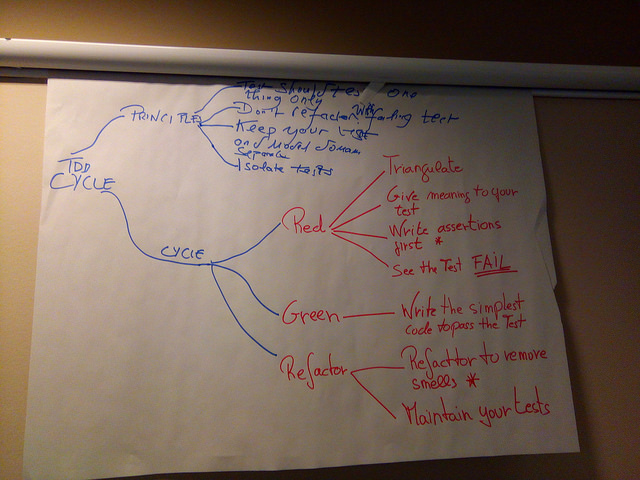 TDD
CYCLE
PRINCIPLES
Test should test one
thing only
Don't refactor with failing test
Keep your test
and Model domain
Separate
Isolate tests
CYCLE
Red
Triangulate
Give meaning to your
test
Write assertions
first *
See the Test FAIL
Green
Write the simplest
code to pass the Test
Refactor
Refacttor to remove
smells *
Maintain your tests